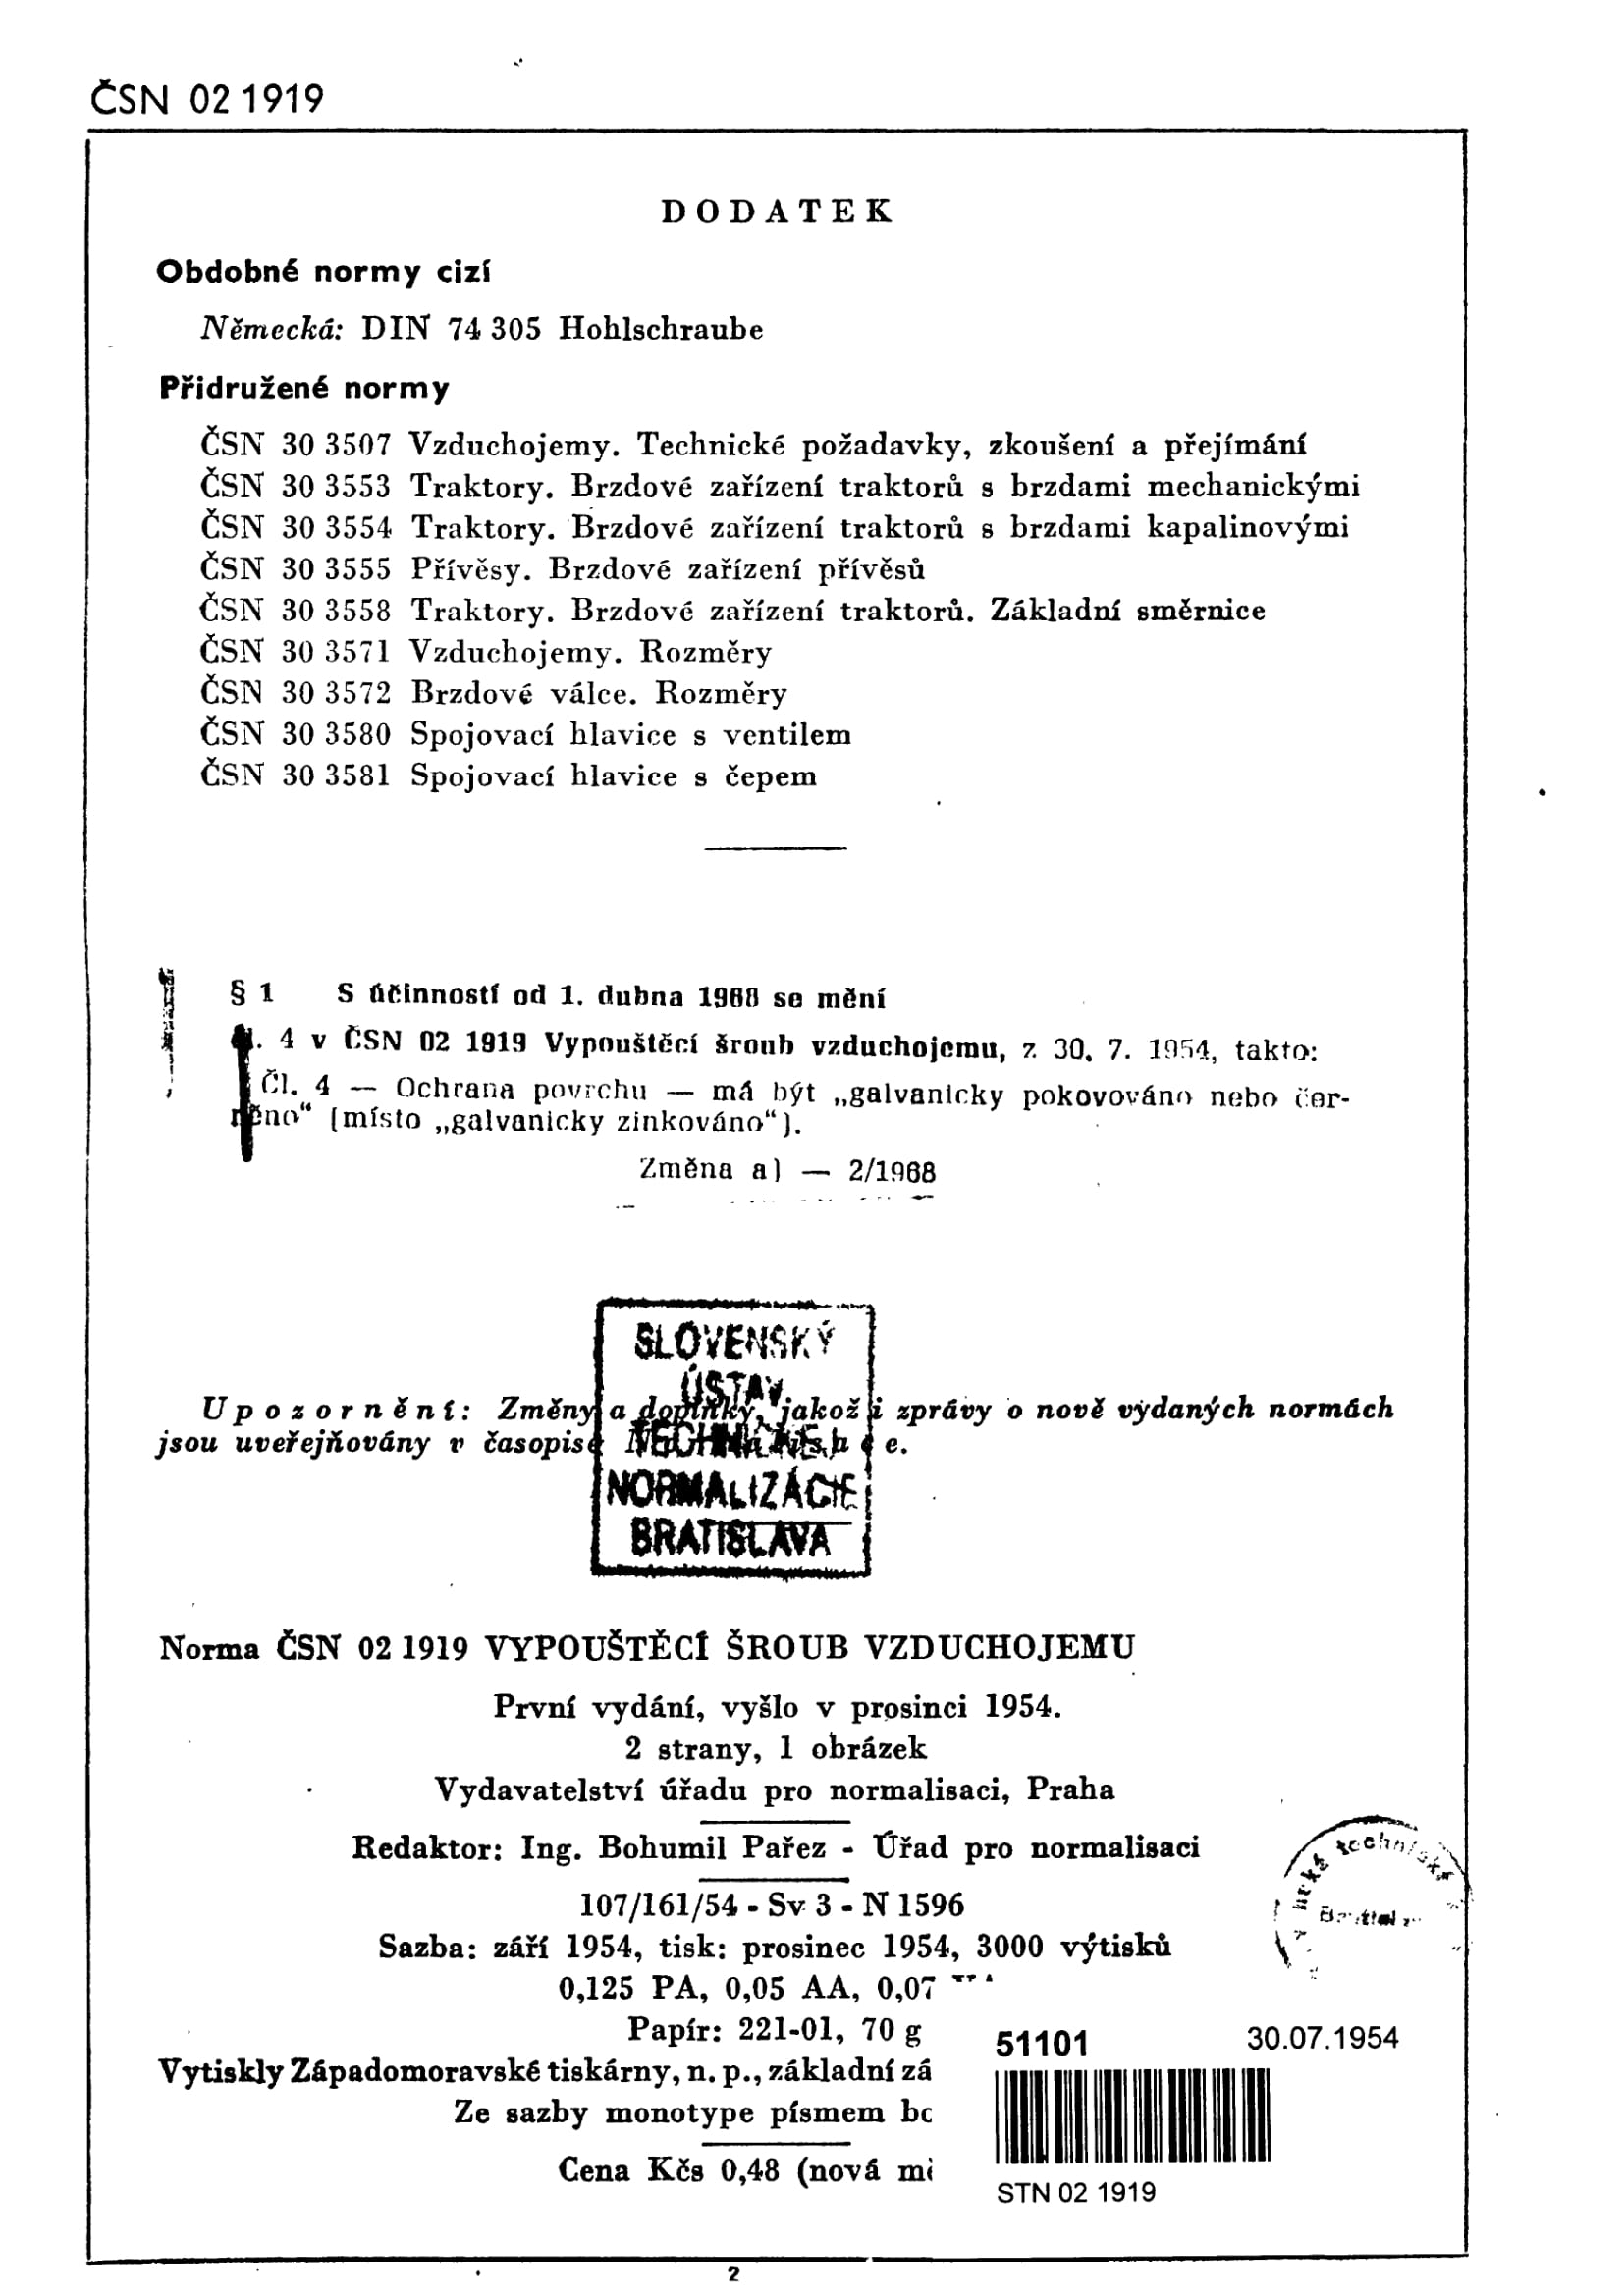 ČSN 02 1919
DODATEK
Obdobné normy cizí
Německá: DIN 74 305 Hohlschraube
Přidružené normy
ČSN 30 3507 Vzduchojemy. Technické požadavky, zkoušení a přejímání
ČSN 30 3553 Traktory. Brzdové zařízení traktorů s brzdami mechanickými
ČSN 30 3554 Traktory. Brzdové zařízení traktorů s brzdami kapalinovými
ČSN 30 3555 Přívěsy. Brzdové zařízení přívěsů
ČSN 30 3558 Traktory. Brzdové zařízení traktorů. Základní směrnice
ČSN 30 3571 Vzduchojemy. Rozměry
ČSN 30 3572 Brzdové válce. Rozměry
ČSN 30 3580 Spojovací hlavice s ventilem
ČSN 30 3581 Spojovací hlavice s čepem
§ 1 S účinností od 1. dubna 1968 se mění
4 v ČSN 02 1919 Vypouštěcí šroub vzduchojemu, z 30. 7. 1954, takto:
Čl. 4 — Ochrana povrchu — má být „galvanicky pokovováno nebo čer-
něno“ (místo „galvanicky zinkováno“).
Změna a) — 2/1968
SLOVENSKÝ
ÚSTAV
Upozornění: Změny a doplňky, jakož i zprávy o nově vydaných normách
jsou uveřejňovány v časopise
TECHNICKEJ
NORMALIZÁCIE
BRATISLAVA
Norma ČSN 02 1919 VYPOUŠTĚCÍ ŠROUB VZDUCHOJEMU
První vydání, vyšlo v prosinci 1954.
2 strany, 1 obrázek
Vydavatelství úřadu pro normalisaci, Praha
Redaktor: Ing. Bohumil Pařez - Úřad pro normalisaci
107/161/54 - Sv 3 - N 1596
Sazba: září 1954, tisk: prosinec 1954, 3000 výtisků
0,125 PA, 0,05 AA, 0,07
Papír: 221-01, 70 g
Vytiskly Západomoravské tiskárny, n. p., základní zá
Ze sazby monotype písmem bo
Cena Kčs 0,48 (nová
51101 30.07.1954
STN 02 1919
2